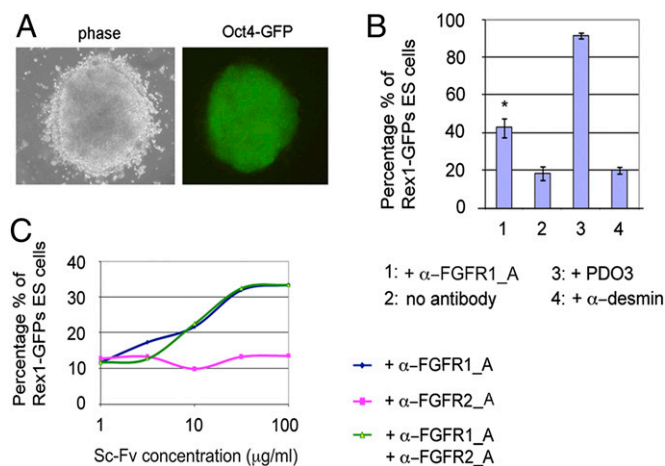 A
phase
Oct4-GFP
B
Percentage % of
Rex1-GFPs ES cells
100
80
60
40
20
0
*
1
2
3
4
1: + α-FGFR1_A
3: + PDO3
2: no antibody
4: + α-desmin
C
Percentage % of
Rex1-GFPs ES cells
40
30
20
10
0
1
10
100
Sc-Fv concentration (μg/ml)
+ α-FGFR1_A
+ α-FGFR2_A
+ α-FGFR1_A
+ α-FGFR2_A